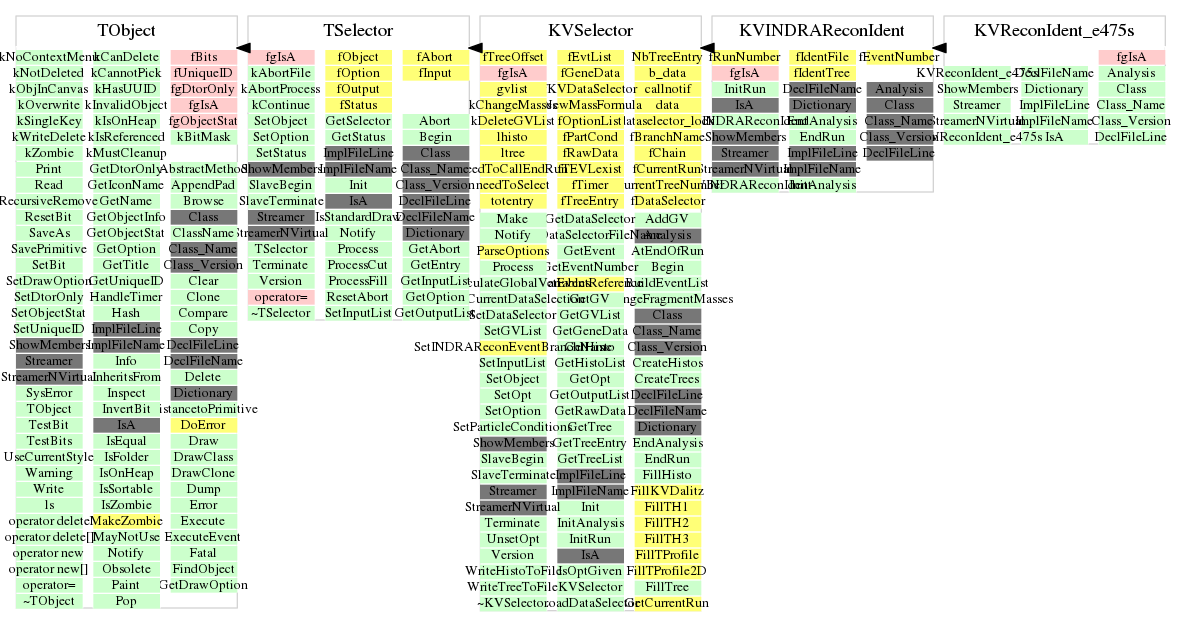 TObject
kNoContextMenu kCanDelete fBits
kNotDeleted kCannotPick fUniqueID
kObjInCanvas kHasUUID fgDtorOnly
kOverwrite kInvalidObject fgIsA
kSingleKey kIsOnHeap fgObjectStat
kWriteDelete kIsReferenced kBitMask
kZombie kMustCleanup
Print GetDtorOnly AbstractMethod
Read GetIconName AppendPad
RecursiveRemove GetName Browse
ResetBit GetObjectInfo Class
SaveAs GetObjectStat ClassName
SavePrimitive GetOption Class_Name
SetBit GetTitle Class_Version
SetDrawOption GetUniqueID Clear
SetDtorOnly HandleTimer Clone
SetObjectStat Hash Compare
SetUniqueID ImplFileLine Copy
ShowMembers ImplFileName DeclFileLine
Streamer Info DeclFileName
StreamerNVirtual InheritsFrom Delete
SysError Inspect Dictionary
TObject InvertBit DistancetoPrimitive
TestBit IsA DoError
TestBits IsEqual Draw
UseCurrentStyle IsFolder DrawClass
Warning IsOnHeap DrawClone
Write IsSortable Dump
ls IsZombie Error
operator delete MakeZombie Execute
operator delete[] MayNotUse ExecuteEvent
operator new Notify Fatal
operator new[] Obsolete FindObject
operator= Paint GetDrawOption
~TObject Pop
TSelector
fgIsA fObject fAbort
kAbortFile fOption fInput
kAbortProcess fOutput
kContinue fStatus
SetObject GetSelector Abort
SetOption GetStatus Begin
SetStatus ImplFileLine Class
ShowMembers ImplFileName Class_Name
SlaveBegin Init Class_Version
SlaveTerminate IsA DeclFileLine
Streamer IsStandardDraw DeclFileName
StreamerNVirtual Notify Dictionary
TSelector Process GetAbort
Terminate ProcessCut GetEntry
Version ProcessFill GetInputList
operator= ResetAbort GetOption
~TSelector SetInputList GetOutputList
KVSelector
fTreeOffset fEvtList NbTreeEntry
fgIsA fGeneData b_data
gvlist KVDataSelector callnotif
kChangeMasses data
kDeleteGVList fOptionList
lhisto fPartCond fBranchName
ltree fRawData fChain
fTEVLexist fCurrentRun
needToSelect fTimer
totentry fTreeEntry fDataSelector
Make GetDataSelector AddGV
Notify Analysis
ParseOptions GetEvent AtEndOfRun
Process GetEventNumber Begin
BuildEventList
GetGV
SetDataSelector GetGVList Class
SetGVList GetGeneData Class_Name
SetINDRAReconEventBranchName GetHisto Class_Version
SetInputList GetHistoList CreateHistos
SetObject GetOpt CreateTrees
SetOpt GetOutputList DeclFileLine
SetOption GetRawData DeclFileName
SetParticleConditions GetTree Dictionary
ShowMembers GetTreeEntry EndAnalysis
SlaveBegin GetTreeList EndRun
SlaveTerminate ImplFileLine FillHisto
Streamer ImplFileName FillKVDalitz
StreamerNVirtual Init FillTH1
Terminate InitAnalysis FillTH2
UnsetOpt InitRun FillTH3
Version IsA FillTProfile
WriteHistoToFile IsOptGiven FillTProfile2D
WriteTreeToFile KVSelector FillTree
~KVSelector LoadDataSelector GetCurrentRun
KVINDRAReconIdent
fRunNumber fIdentFile fEventNumber
fgIsA fIdentTree
InitRun DeclFileName Analysis
IsA Dictionary Class
KVINDRAReconIdent EndAnalysis Class_Name
ShowMembers EndRun Class_Version
Streamer ImplFileLine DeclFileLine
StreamerNVirtual ImplFileName
~KVINDRAReconIdent InitAnalysis
KVReconIdent_e475s
fgIsA
KVReconIdent_e475s DeclFileName Analysis
ShowMembers Dictionary Class
Streamer ImplFileLine Class_Name
StreamerNVirtual ImplFileName Class_Version
~KVReconIdent_e475s IsA DeclFileLine